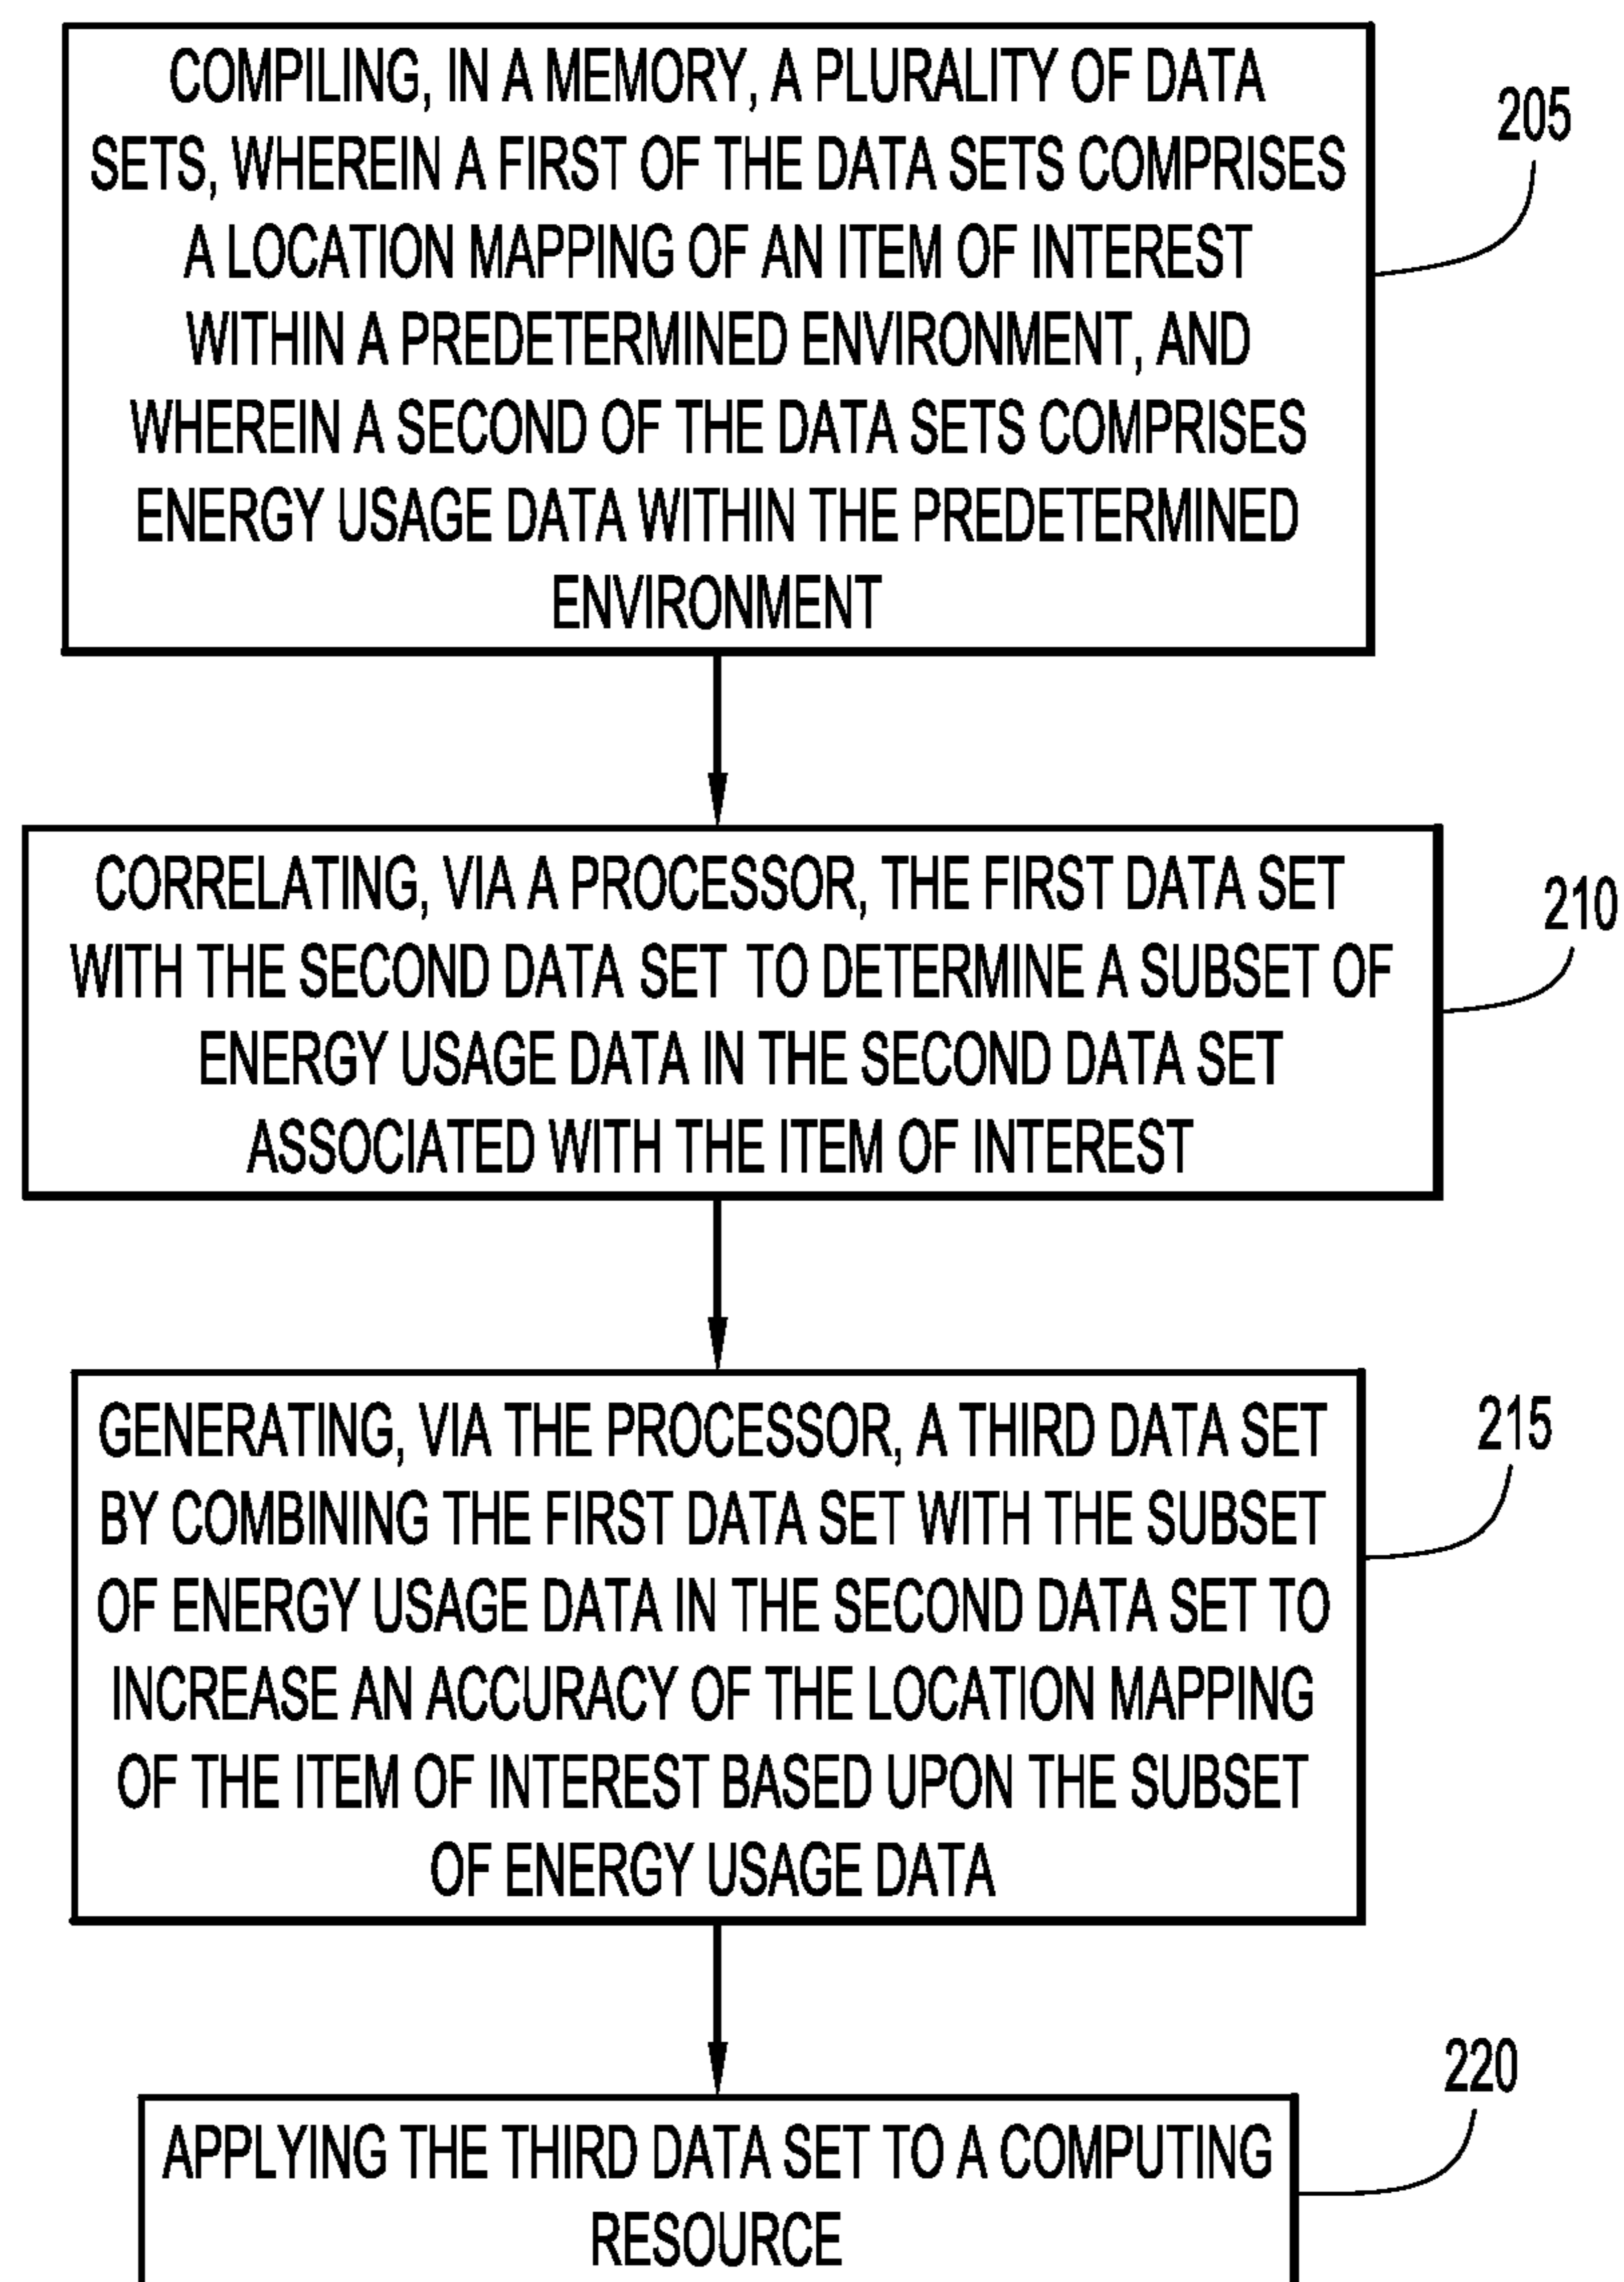 COMPILING, IN A MEMORY, A PLURALITY OF DATA
SETS, WHEREIN A FIRST OF THE DATA SETS COMPRISES
A LOCATION MAPPING OF AN ITEM OF INTEREST
WITHIN A PREDETERMINED ENVIRONMENT, AND
WHEREIN A SECOND OF THE DATA SETS COMPRISES
ENERGY USAGE DATA WITHIN THE PREDETERMINED
ENVIRONMENT
205
CORRELATING, VIA A PROCESSOR, THE FIRST DATA SET
WITH THE SECOND DATA SET TO DETERMINE A SUBSET OF
ENERGY USAGE DATA IN THE SECOND DATA SET
ASSOCIATED WITH THE ITEM OF INTEREST
210
GENERATING, VIA THE PROCESSOR, A THIRD DATA SET
BY COMBINING THE FIRST DATA SET WITH THE SUBSET
OF ENERGY USAGE DATA IN THE SECOND DATA SET TO
INCREASE AN ACCURACY OF THE LOCATION MAPPING
OF THE ITEM OF INTEREST BASED UPON THE SUBSET
OF ENERGY USAGE DATA
215
APPLYING THE THIRD DATA SET TO A COMPUTING
RESOURCE
220